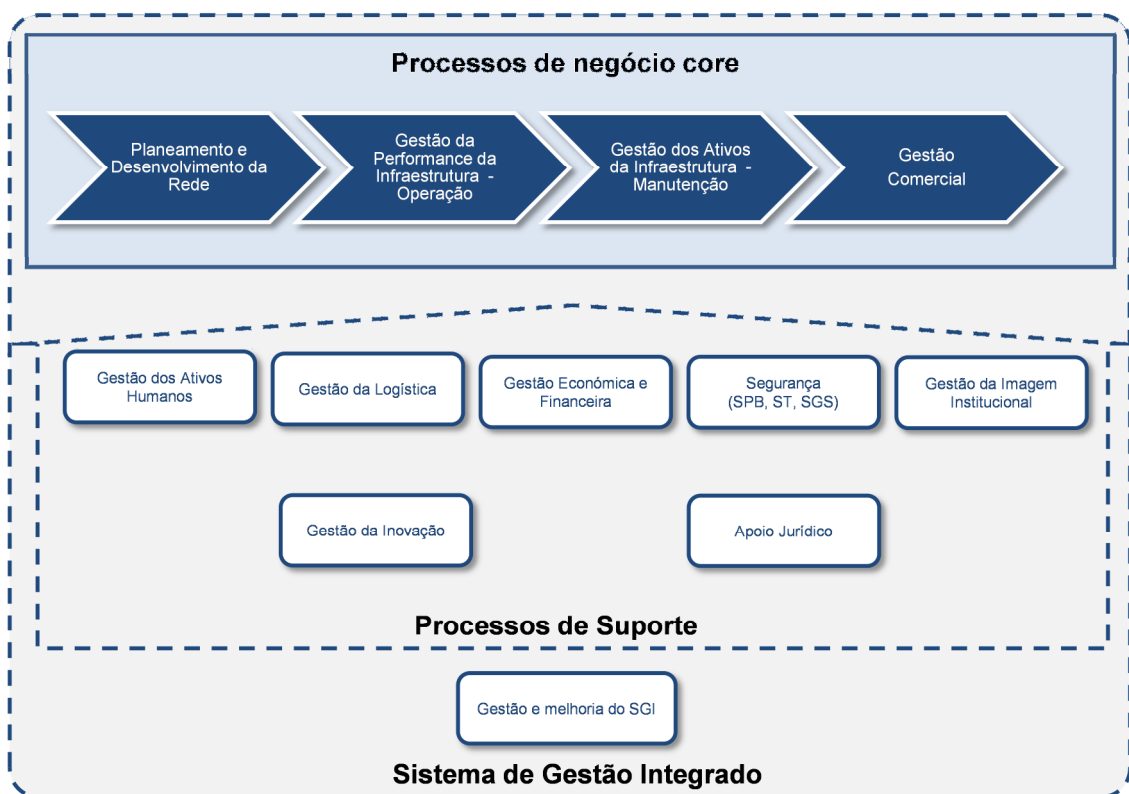 Processos de negócio core
Planeamento e
Desenvolvimento da
Rede
Gestão da
Performance da
Infraestrutura -
Operação
Gestão dos Ativos
da Infraestrutura -
Manutenção
Gestão
Comercial
Gestão dos Ativos
Humanos
Gestão da Logística
Gestão Económica e
Financeira
Segurança
(SPB, ST, SGS)
Gestão da Imagem
Institucional
Gestão da Inovação
Apoio Jurídico
Processos de Suporte
Gestão e melhoria do SGI
Sistema de Gestão Integrado